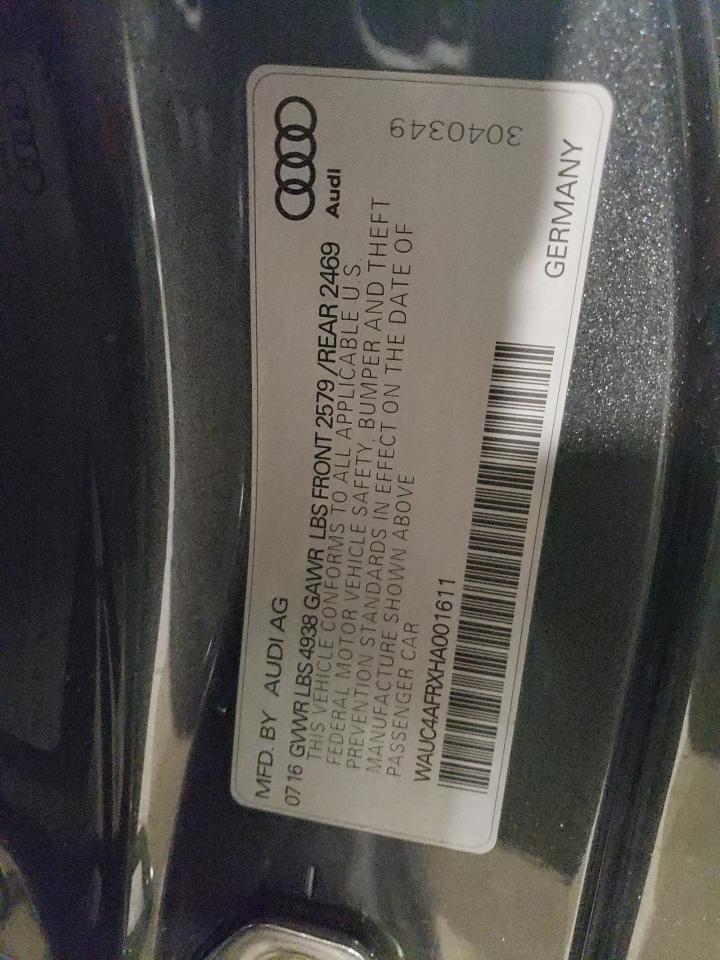 MFD. BY AUDI AG
07 16 GVWR LBS 4938 GAWR LBS FRONT 2579 /REAR 2469
THIS VEHICLE CONFORMS TO ALL APPLICABLE U.S.
FEDERAL MOTOR VEHICLE SAFETY, BUMPER AND THEFT
PREVENTION STANDARDS IN EFFECT ON THE DATE OF
MANUFACTURE SHOWN ABOVE
PASSENGER CAR
WAUC4AFRXHA001611
Audi
3040349
GERMANY